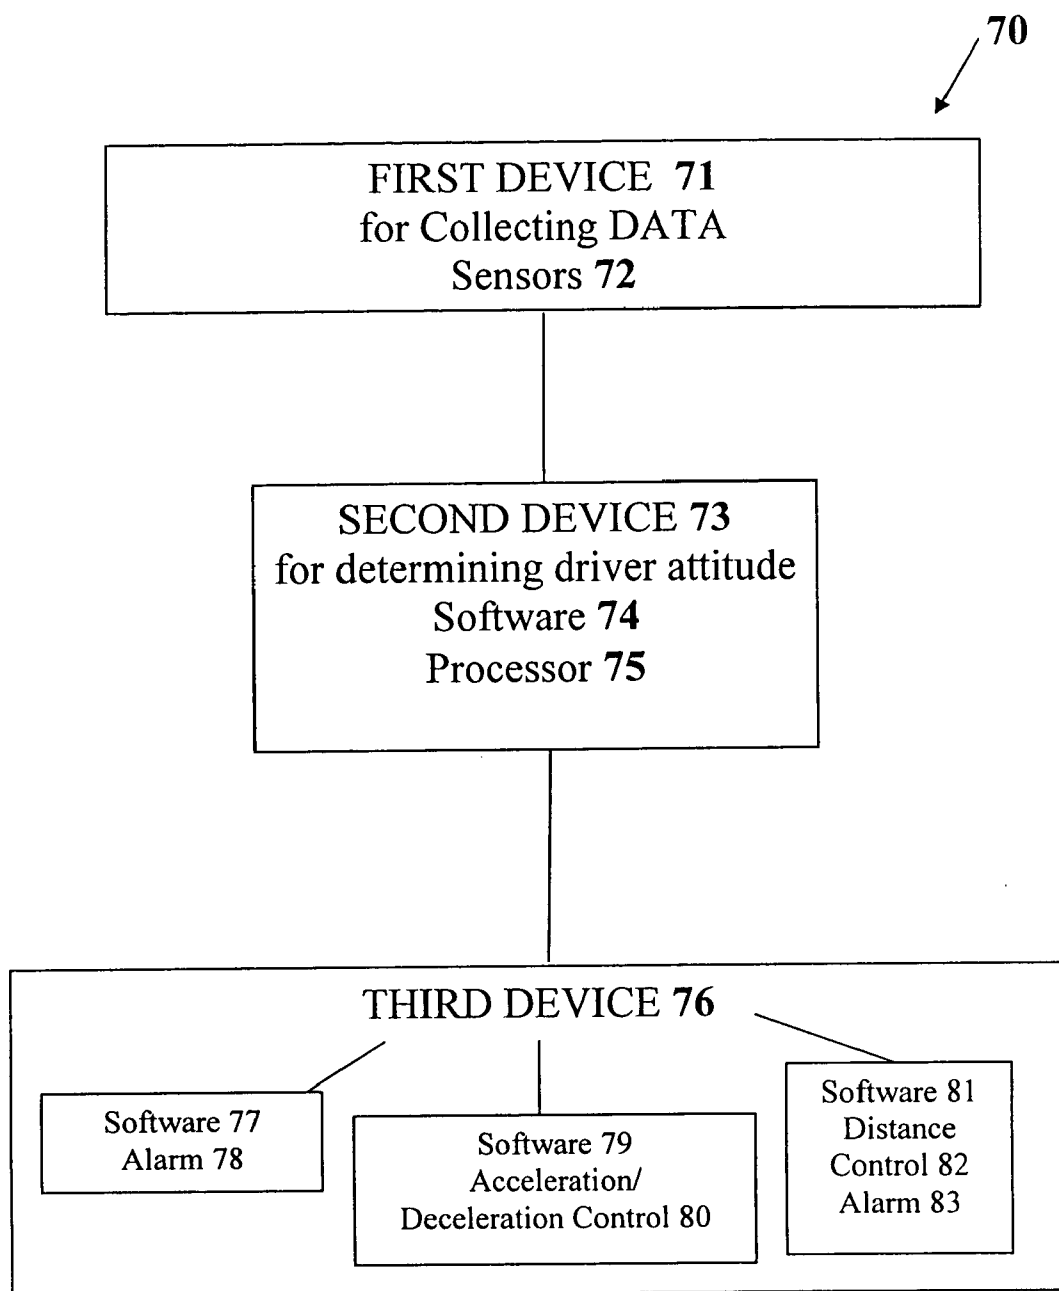 70
FIRST DEVICE 71
for Collecting DATA
Sensors 72
SECOND DEVICE 73
for determining driver attitude
Software 74
Processor 75
THIRD DEVICE 76
Software 77
Alarm 78
Software 79
Acceleration/
Deceleration Control 80
Software 81
Distance
Control 82
Alarm 83